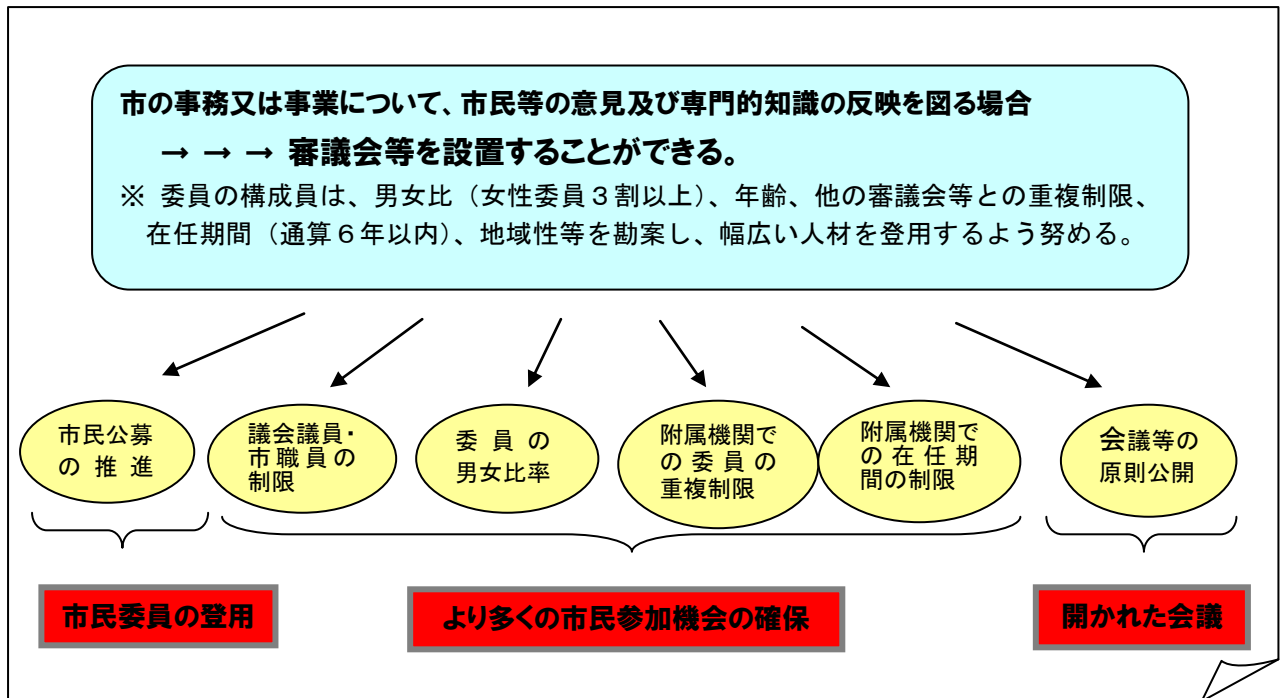 市の事務又は事業について、市民等の意見及び専門的知識の反映を図る場合
→ → → 審議会等を設置することができる。
※ 委員の構成員は、男女比(女性委員3割以上)、年齢、他の審議会等との重複制限、
在任期間(通算6年以内)、地域性等を勘案し、幅広い人材を登用するよう努める。
市民公募
の 推 進
議会議員・
市 職 員 の
制限
委 員 の
男女比率
附属機関で
の 委 員 の
重複制限
附属機関で
の 在 任 期
間の制限
会議等の
原則公開
市民委員の登用
より多くの市民参加機会の確保
開かれた会議